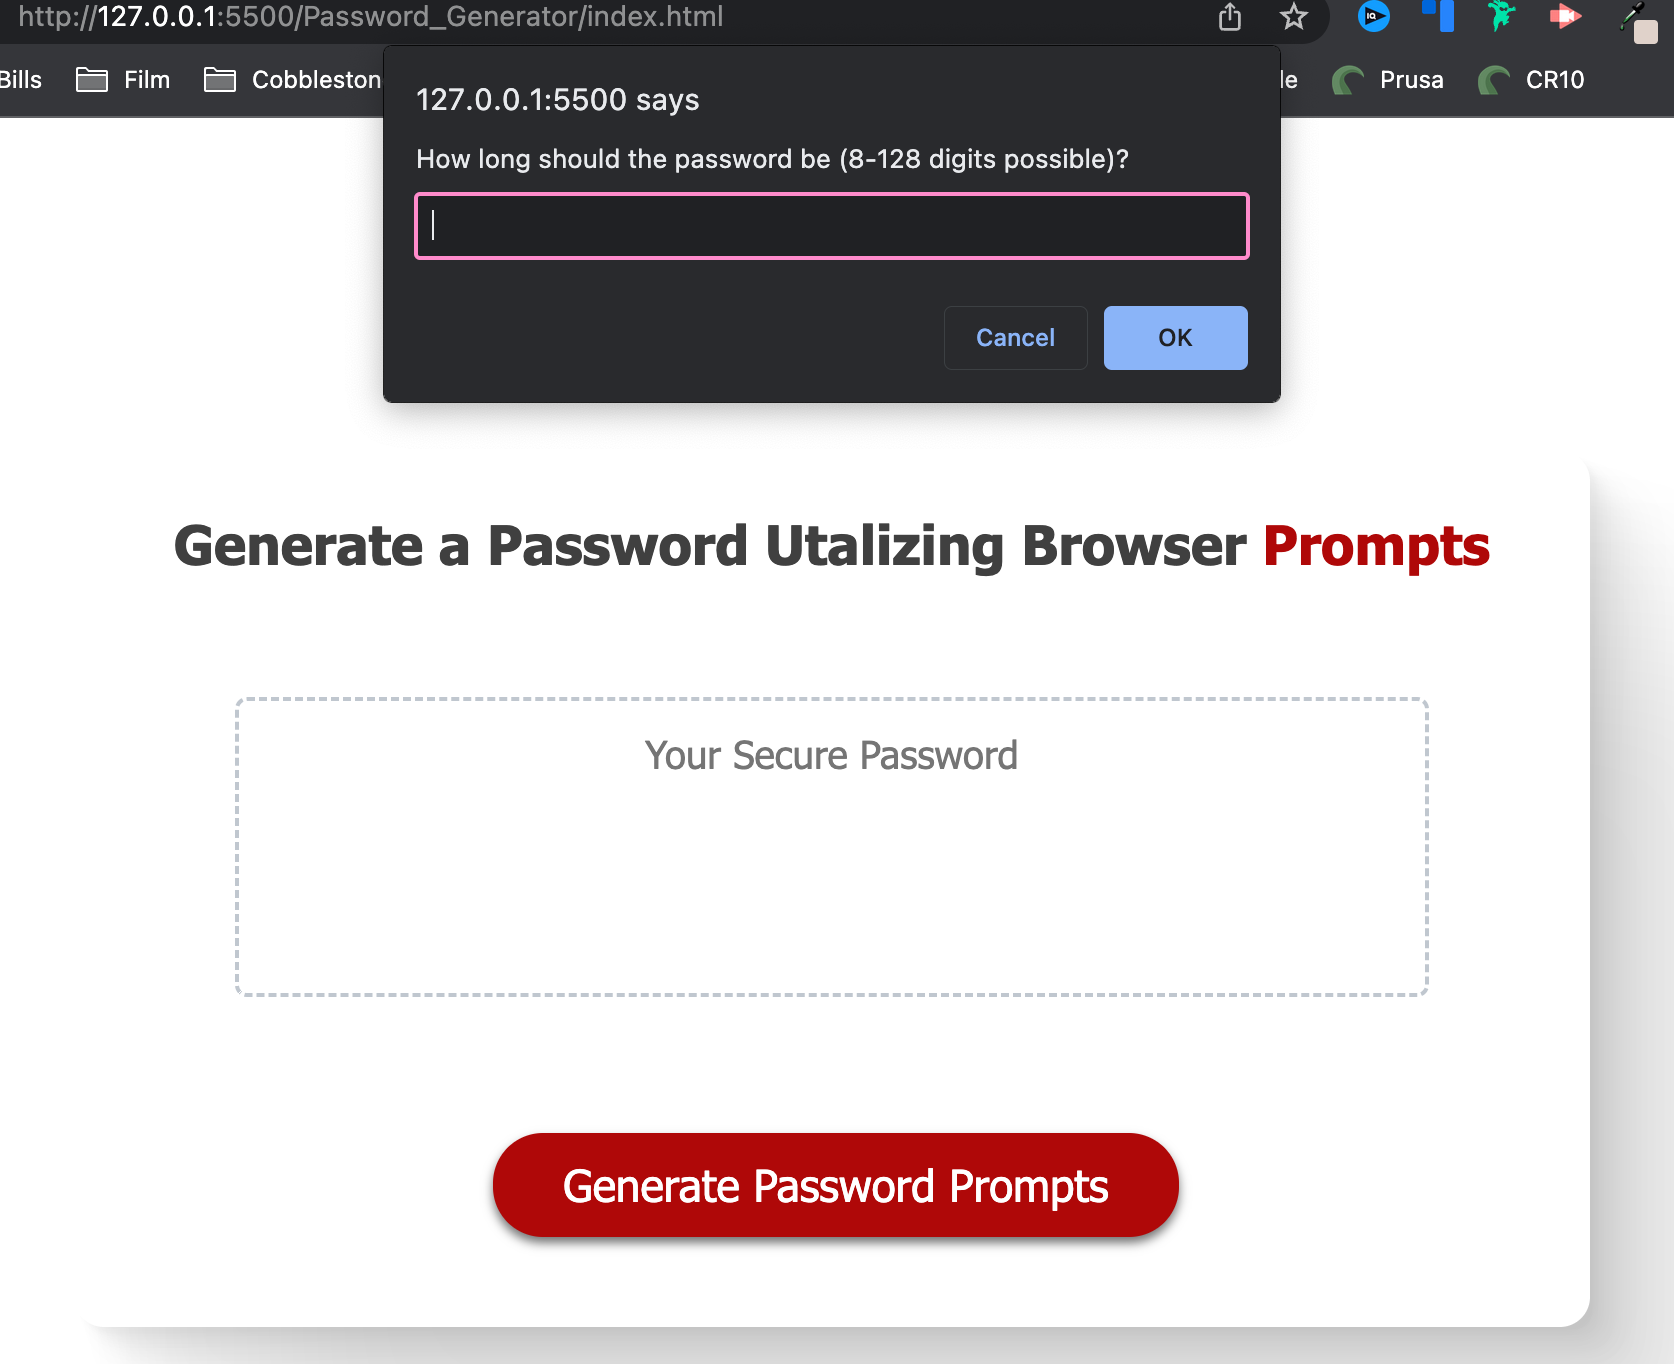 http://127.0.0.1:5500/Password_Generator/index.html
Bills Film Cobbleston le Prusa CR10
127.0.0.1:5500 says
How long should the password be (8-128 digits possible)?
Cancel OK
Generate a Password Utalizing Browser Prompts
Your Secure Password
Generate Password Prompts